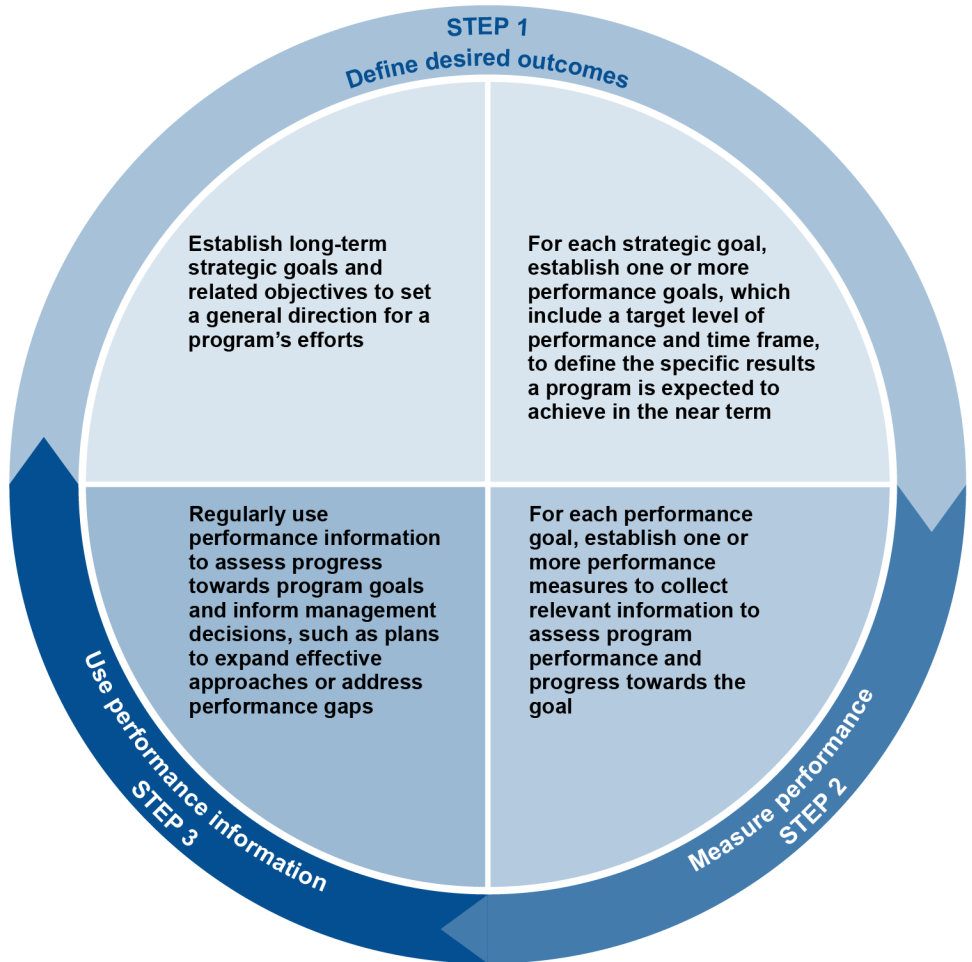 STEP 1
Define desired outcomes
Establish long-term
strategic goals and
related objectives to set
a general direction for a
program's efforts
For each strategic goal,
establish one or more
performance goals, which
include a target level of
performance and time frame,
to define the specific results
a program is expected to
achieve in the near term
For each performance
goal, establish one or
more performance
measures to collect
relevant information to
assess program
performance and
progress towards the
goal
Measure performance
STEP 2
Regularly use
performance information
to assess progress
towards program goals
and inform management
decisions, such as plans
to expand effective
approaches or address
performance gaps
Use performance information
STEP 3